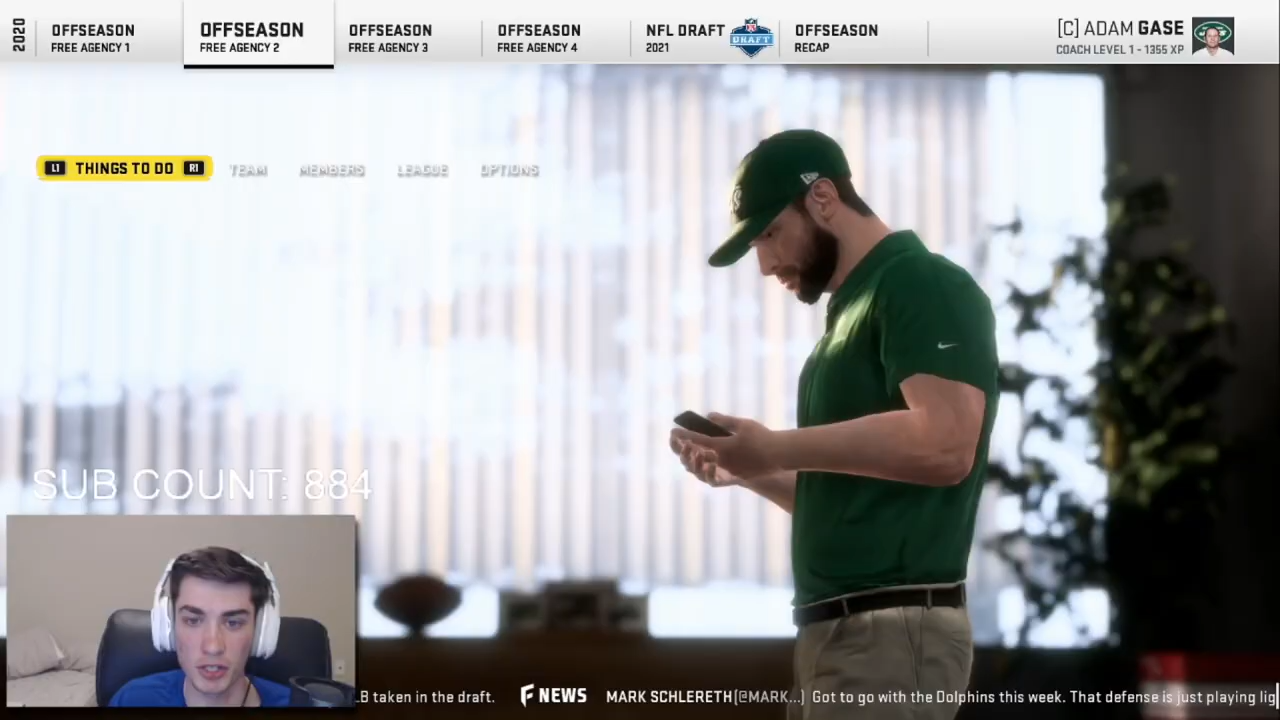 2020
OFFSEASON
FREE AGENCY 1
OFFSEASON
FREE AGENCY 2
OFFSEASON
FREE AGENCY 3
OFFSEASON
FREE AGENCY 4
NFL DRAFT
2021
DRAFT
OFFSEASON
RECAP
[C] ADAM GASE
COACH LEVEL 1 - 1355 XP
L1 THINGS TO DO R1 TEAM MEMBERS LEAGUE OPTIONS
SUB COUNT: 884
LB taken in the draft. F NEWS MARK SCHLERETH(@MARK...) Got to go with the Dolphins this week. That defense is just playing lig